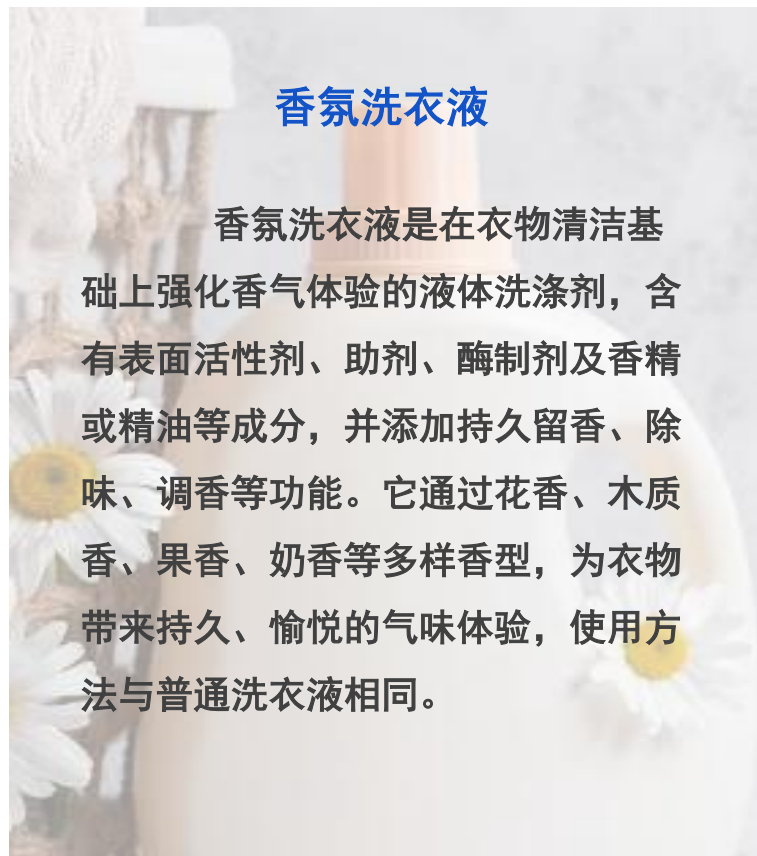 香氛洗衣液
香氛洗衣液是在衣物清洁基
础上强化香气体验的液体洗涤剂，含
有表面活性剂、助剂、酶制剂及香精
或精油等成分，并添加持久留香、除
味、调香等功能。它通过花香、木质
香、果香、奶香等多样香型，为衣物
带来持久、愉悦的气味体验，使用方
法与普通洗衣液相同。